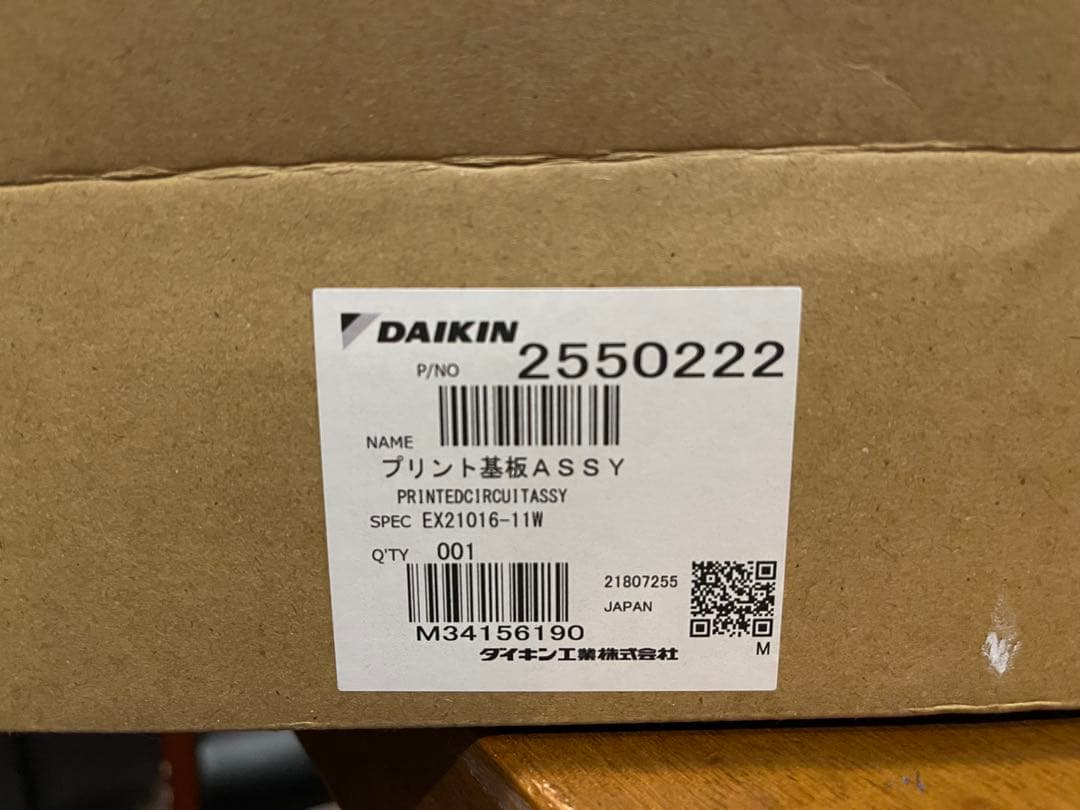 DAIKIN
P/NO 2550222
NAME
プリント基板ASSY
PRINTEDCIRCUITASSY
SPEC EX21016-11W
Q'TY 001
21807255
JAPAN
M34156190
M
ダイキン工業株式会社